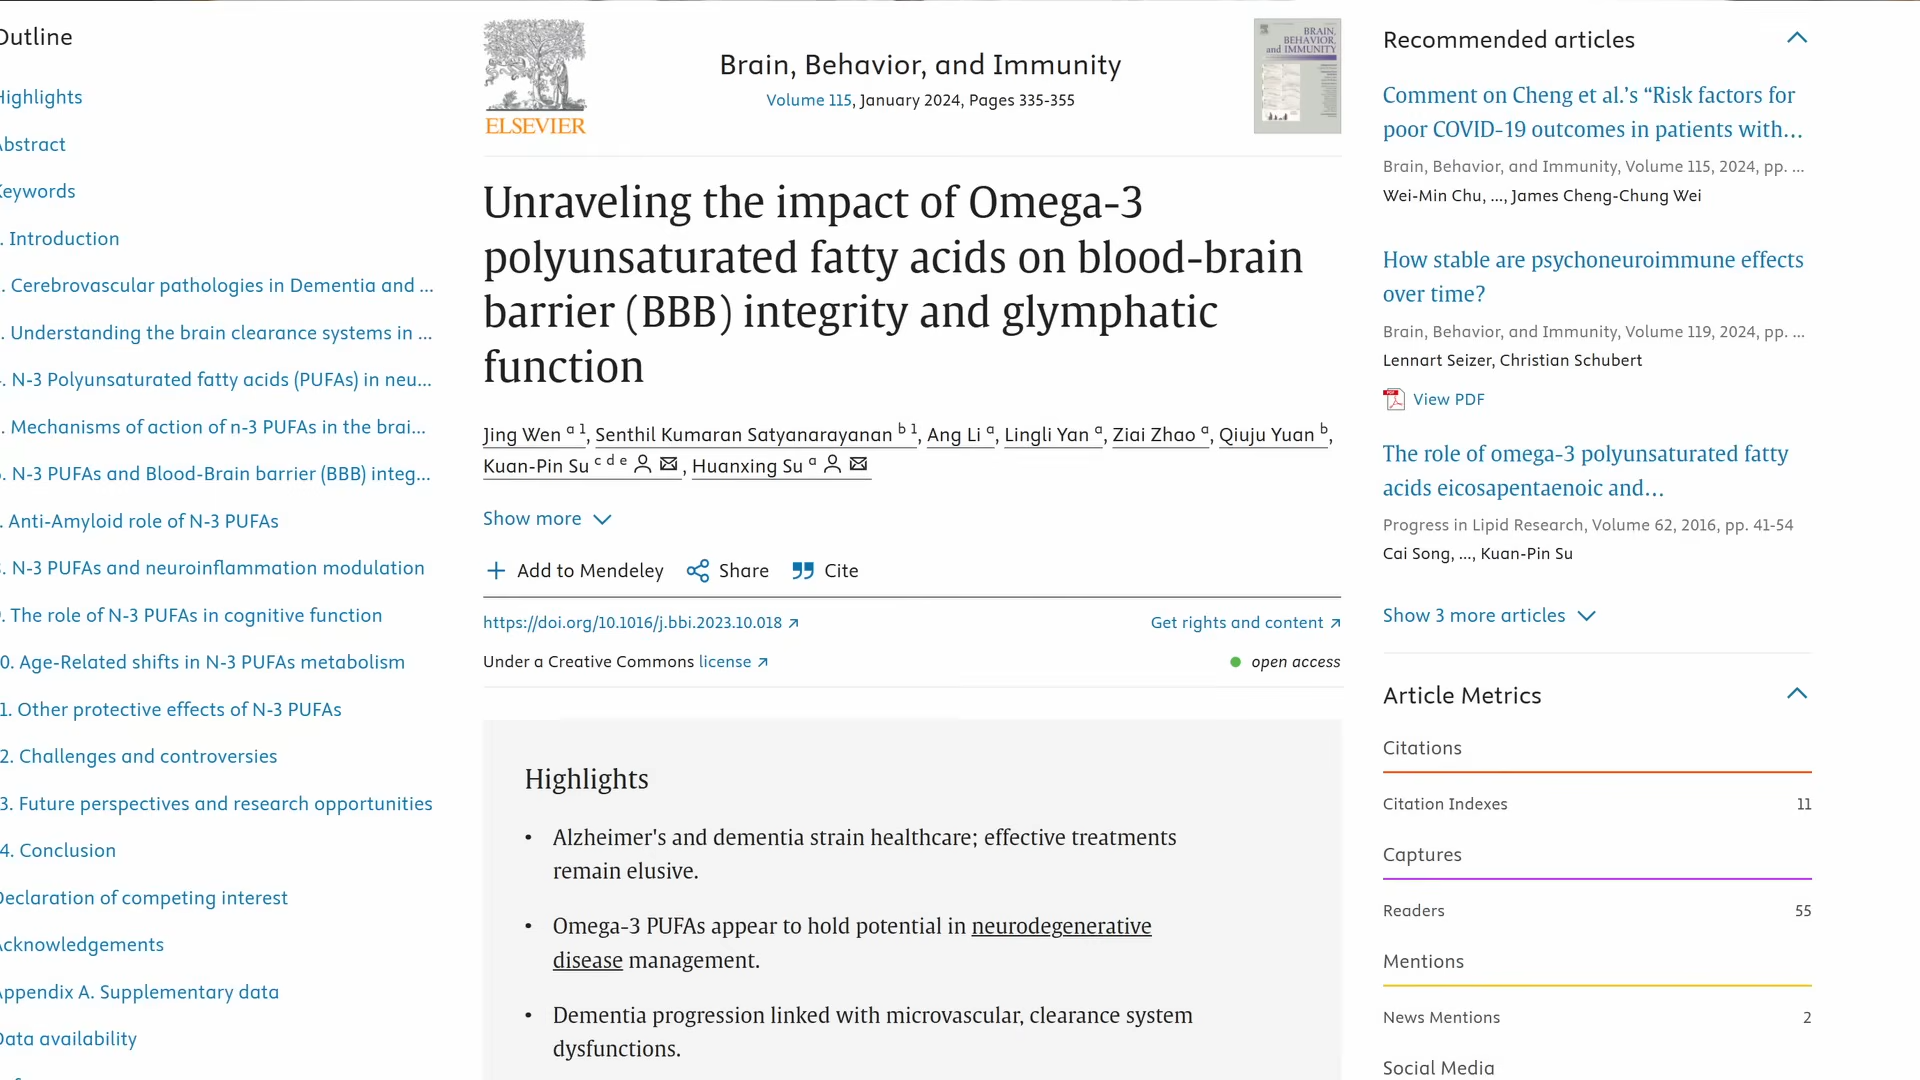 Outline
Highlights
Abstract
Keywords
. Introduction
. Cerebrovascular pathologies in Dementia and ...
. Understanding the brain clearance systems in ...
. N-3 Polyunsaturated fatty acids (PUFAs) in neu...
. Mechanisms of action of n-3 PUFAs in the brai...
. N-3 PUFAs and Blood-Brain barrier (BBB) integ...
. Anti-Amyloid role of N-3 PUFAs
. N-3 PUFAs and neuroinflammation modulation
. The role of N-3 PUFAs in cognitive function
0. Age-Related shifts in N-3 PUFAs metabolism
1. Other protective effects of N-3 PUFAs
2. Challenges and controversies
3. Future perspectives and research opportunities
4. Conclusion
Declaration of competing interest
Acknowledgements
Appendix A. Supplementary data
Data availability
ELSEVIER
Brain, Behavior, and Immunity
Volume 115, January 2024, Pages 335-355
BRAIN,
BEHAVIOR,
and IMMUNITY
Unraveling the impact of Omega-3
polyunsaturated fatty acids on blood-brain
barrier (BBB) integrity and glymphatic
function
Jing Wen a 1, Senthil Kumaran Satyanarayanan b 1, Ang Li a, Lingli Yan a, Ziai Zhao a, Qiuju Yuan b,
Kuan-Pin Su c d e, Huanxing Su a
Show more
Add to Mendeley Share Cite
https://doi.org/10.1016/j.bbi.2023.10.018 Get rights and content
Under a Creative Commons license open access
Highlights
• Alzheimer's and dementia strain healthcare; effective treatments
remain elusive.
• Omega-3 PUFAs appear to hold potential in neurodegenerative
disease management.
• Dementia progression linked with microvascular, clearance system
dysfunctions.
Recommended articles
Comment on Cheng et al.’s “Risk factors for
poor COVID-19 outcomes in patients with...
Brain, Behavior, and Immunity, Volume 115, 2024, pp. ...
Wei-Min Chu, ..., James Cheng-Chung Wei
How stable are psychoneuroimmune effects
over time?
Brain, Behavior, and Immunity, Volume 119, 2024, pp. ...
Lennart Seizer, Christian Schubert
View PDF
The role of omega-3 polyunsaturated fatty
acids eicosapentaenoic and...
Progress in Lipid Research, Volume 62, 2016, pp. 41-54
Cai Song, ..., Kuan-Pin Su
Show 3 more articles
Article Metrics
Citations
Citation Indexes 11
Captures
Readers 55
Mentions
News Mentions 2
Social Media